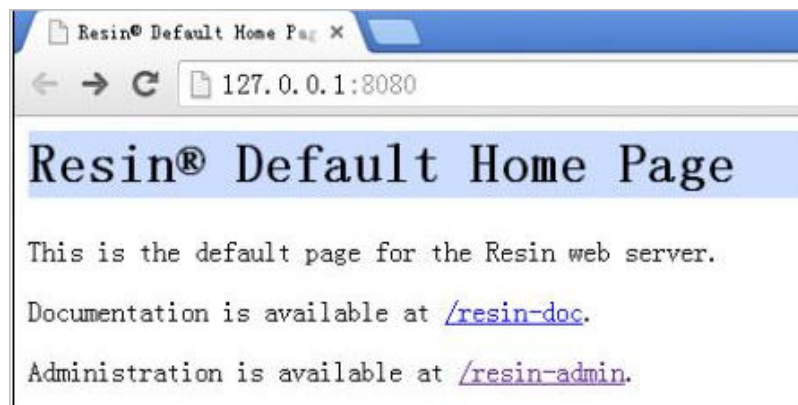 Resin® Default Home Pag
127.0.0.1:8080
Resin® Default Home Page
This is the default page for the Resin web server.
Documentation is available at /resin-doc.
Administration is available at /resin-admin.